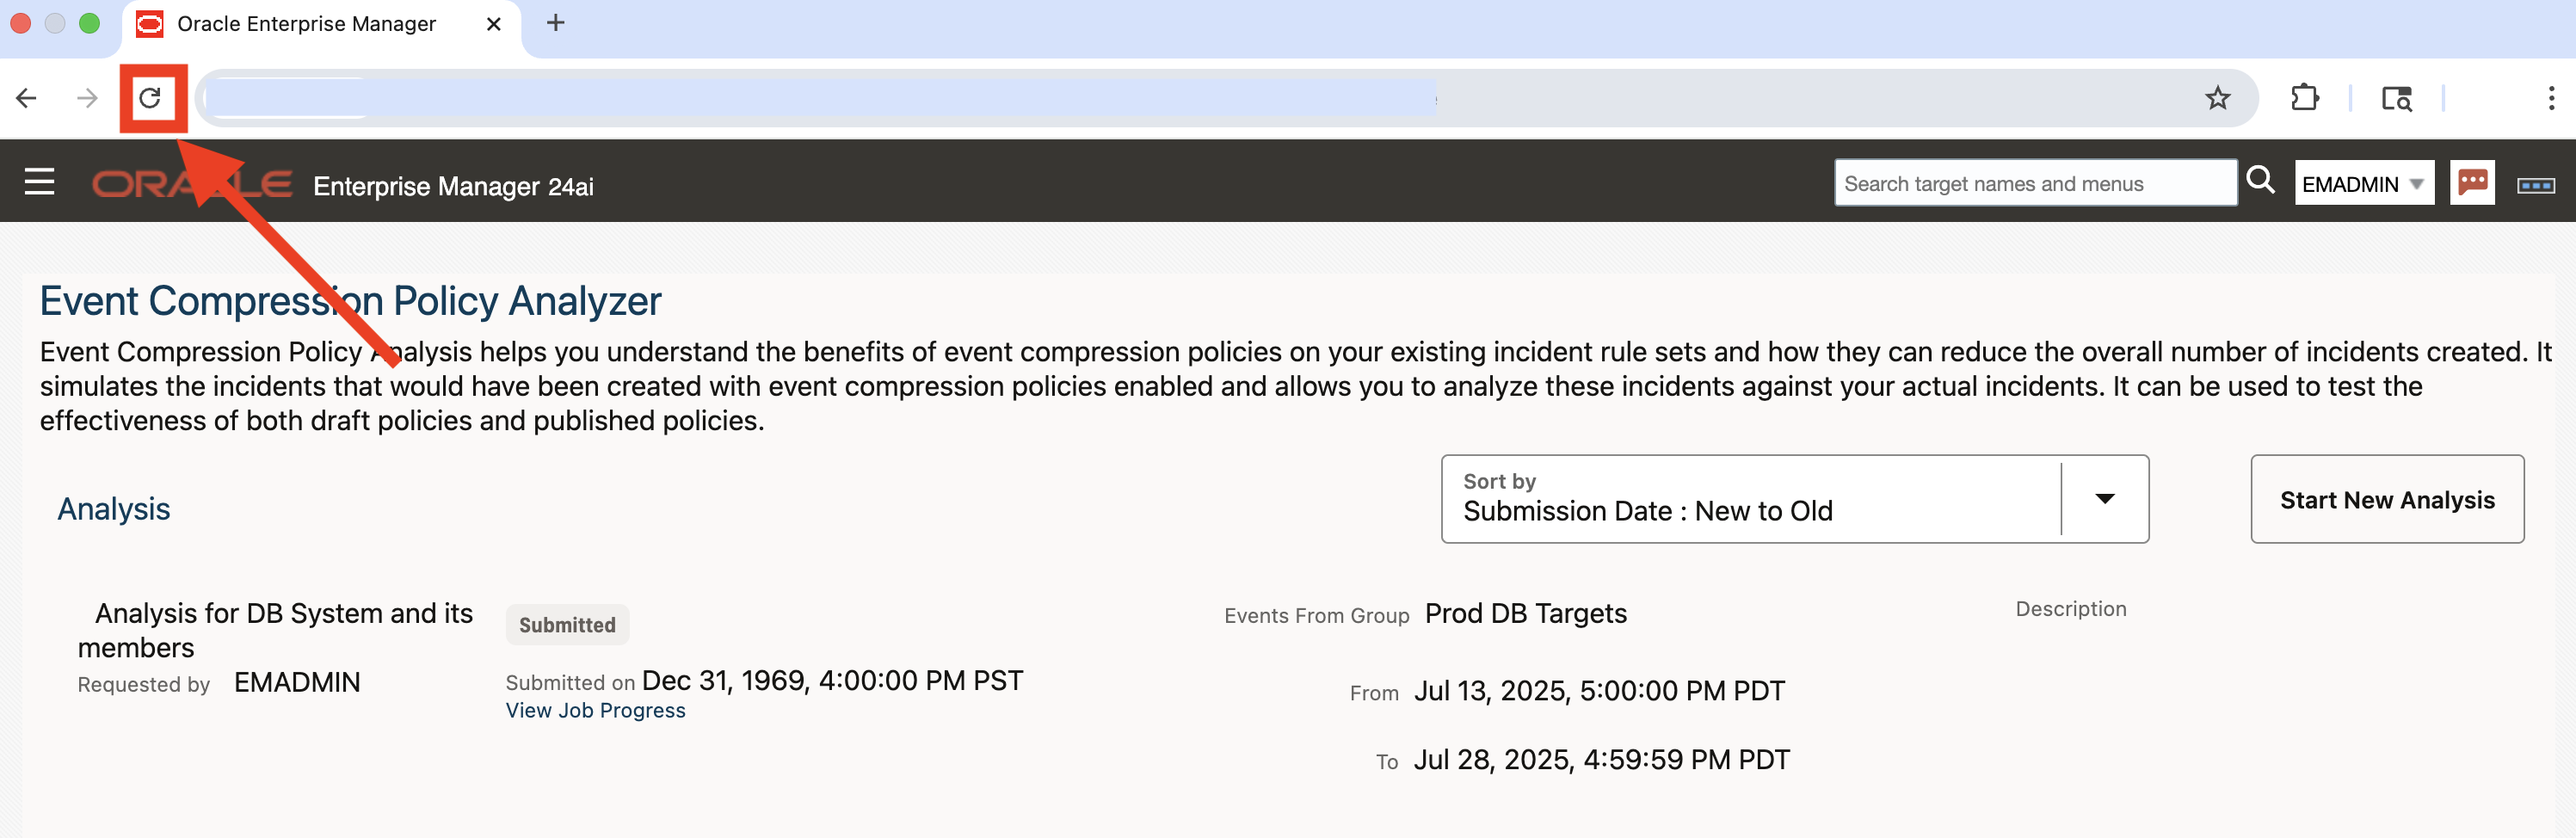 Oracle Enterprise Manager
ORACLE Enterprise Manager 24ai
Search target names and menus
EMADMIN
Event Compression Policy Analyzer
Event Compression Policy Analysis helps you understand the benefits of event compression policies on your existing incident rule sets and how they can reduce the overall number of incidents created. It
simulates the incidents that would have been created with event compression policies enabled and allows you to analyze these incidents against your actual incidents. It can be used to test the
effectiveness of both draft policies and published policies.
Analysis
Sort by
Submission Date : New to Old
Start New Analysis
Analysis for DB System and its
members
Requested by EMADMIN
Submitted
Submitted on Dec 31, 1969, 4:00:00 PM PST
View Job Progress
Events From Group Prod DB Targets
From Jul 13, 2025, 5:00:00 PM PDT
To Jul 28, 2025, 4:59:59 PM PDT
Description